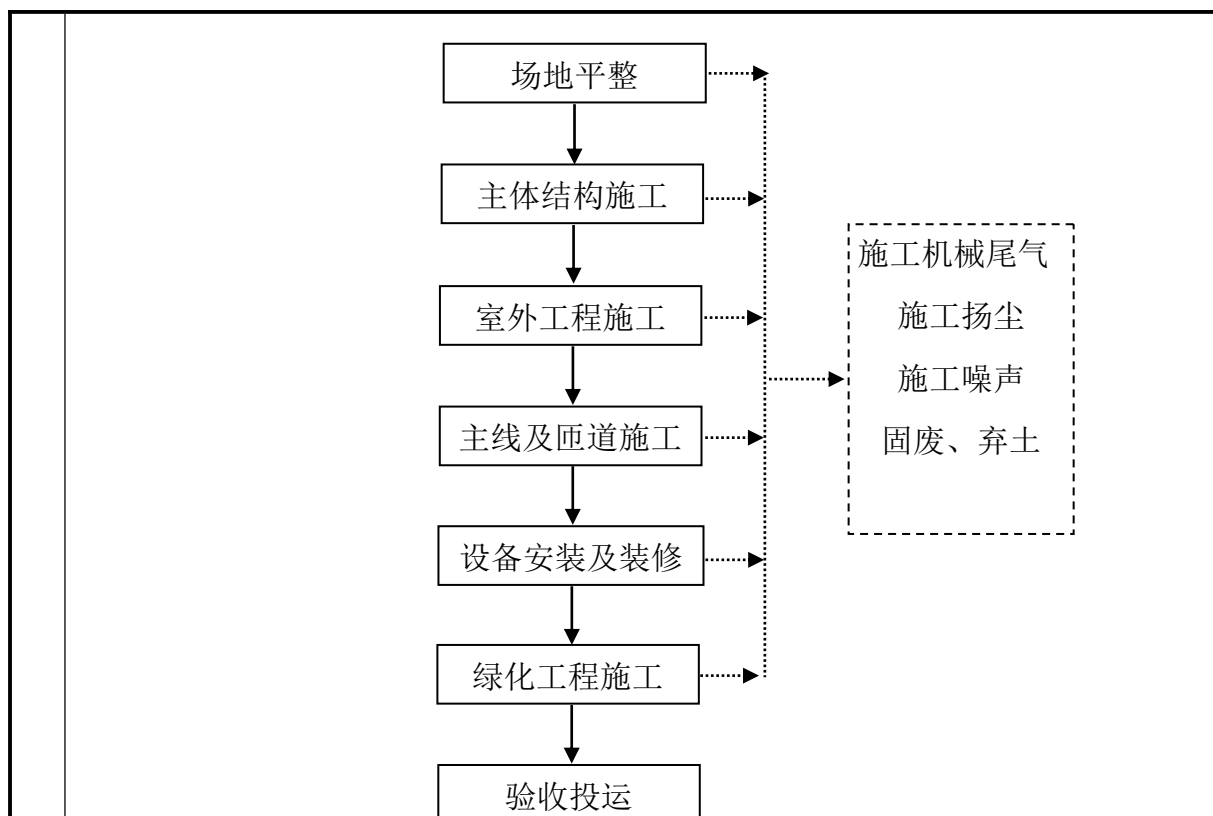 场地平整
主体结构施工
室外工程施工
主线及匝道施工
设备安装及装修
绿化工程施工
验收投运
施工机械尾气
施工扬尘
施工噪声
固废、弃土